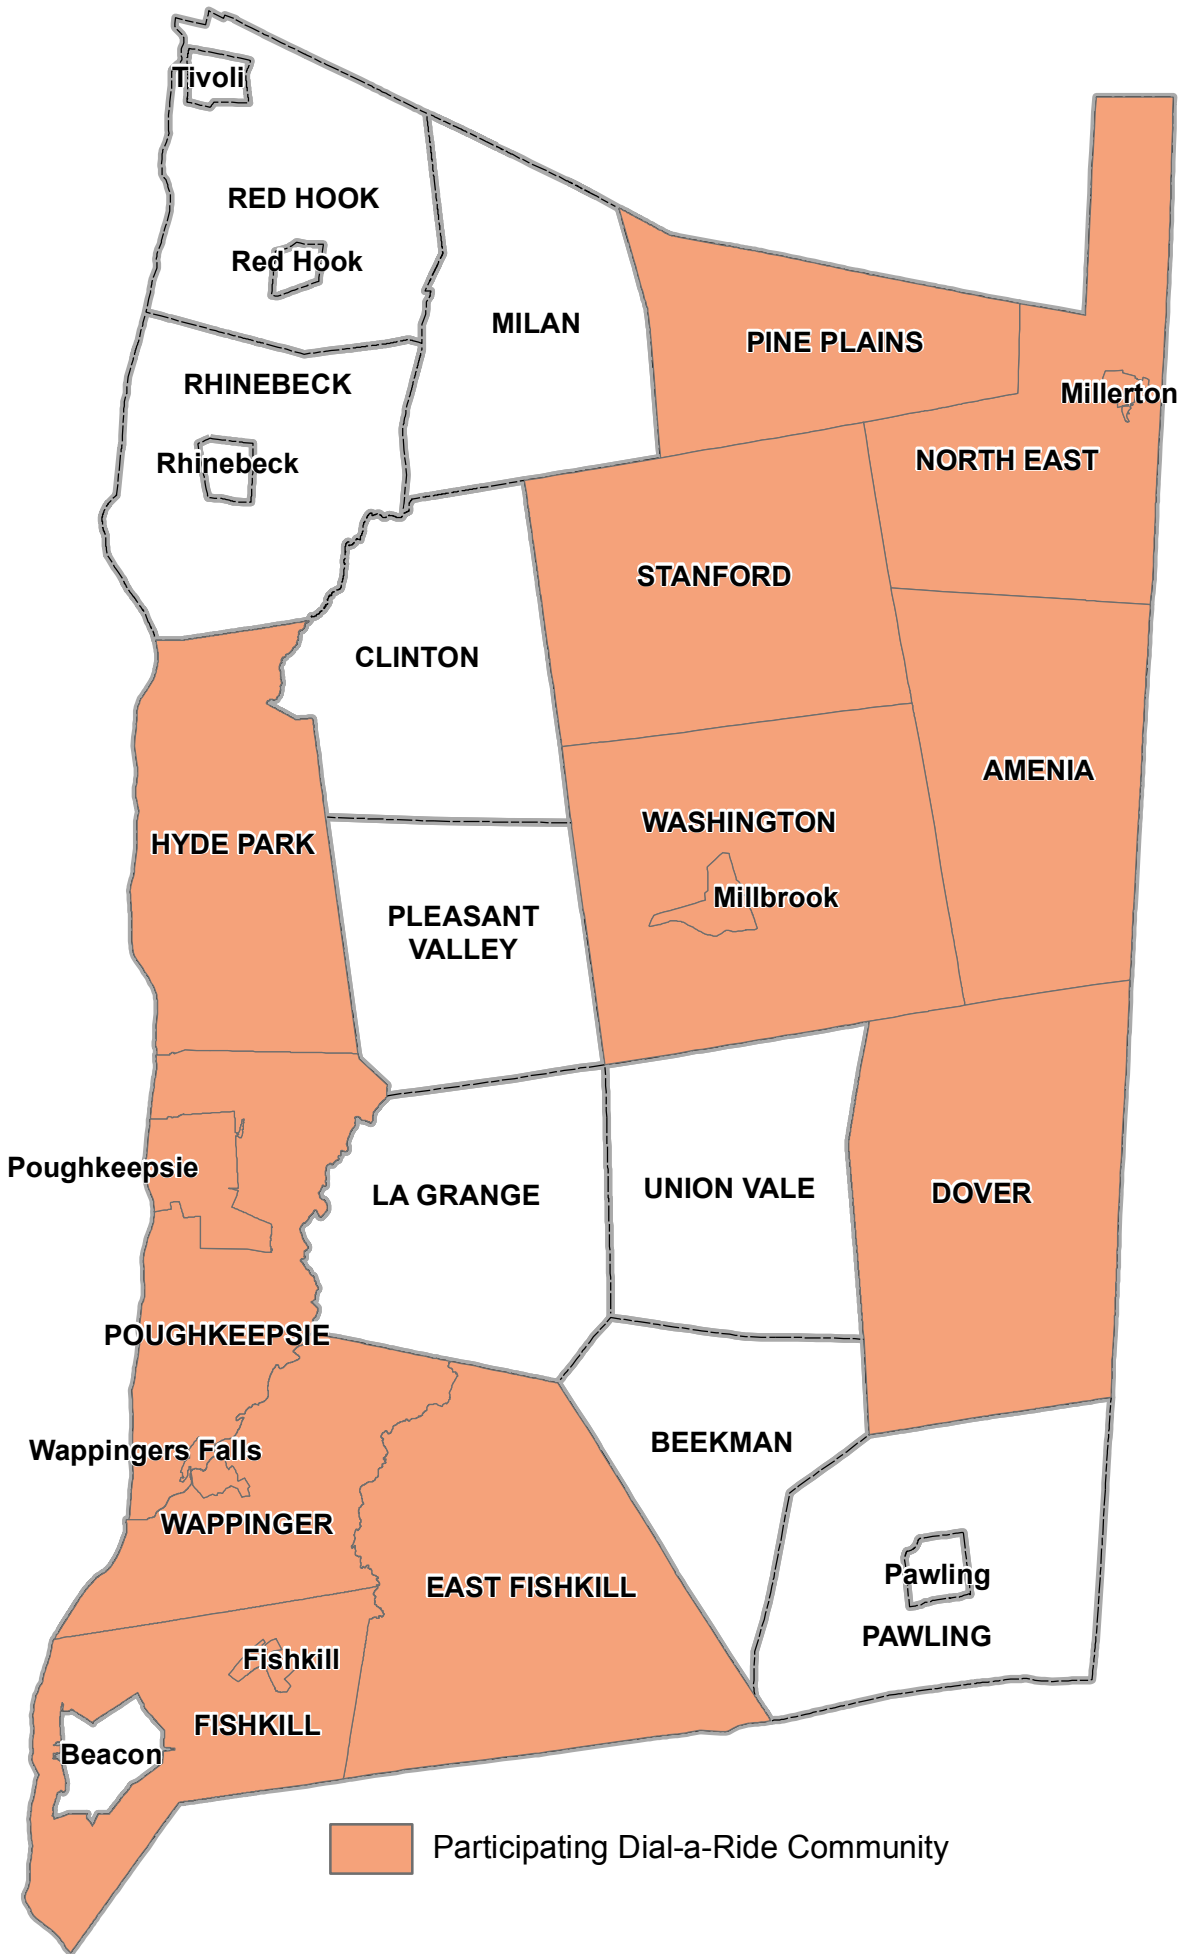 Tivoli
RED HOOK
Red Hook
MILAN
PINE PLAINS
RHINEBECK
Millerton
Rhinebeck
NORTH EAST
STANFORD
CLINTON
AMENIA
WASHINGTON
HYDE PARK
Millbrook
PLEASANT
VALLEY
Poughkeepsie
LA GRANGE
UNION VALE
DOVER
POUGHKEEPSIE
Wappingers Falls
BEEKMAN
WAPPINGER
Pawling
EAST FISHKILL
PAWLING
Fishkill
FISHKILL
Beacon
Participating Dial-a-Ride Community